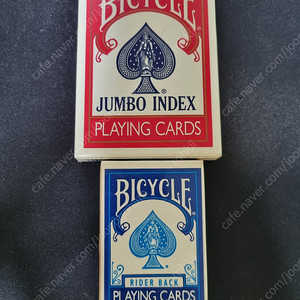 BICYCLE
®
JUMBO INDEX
PLAYING CARDS
BICYCLE
®
RIDER BACK
PLAYING CARDS